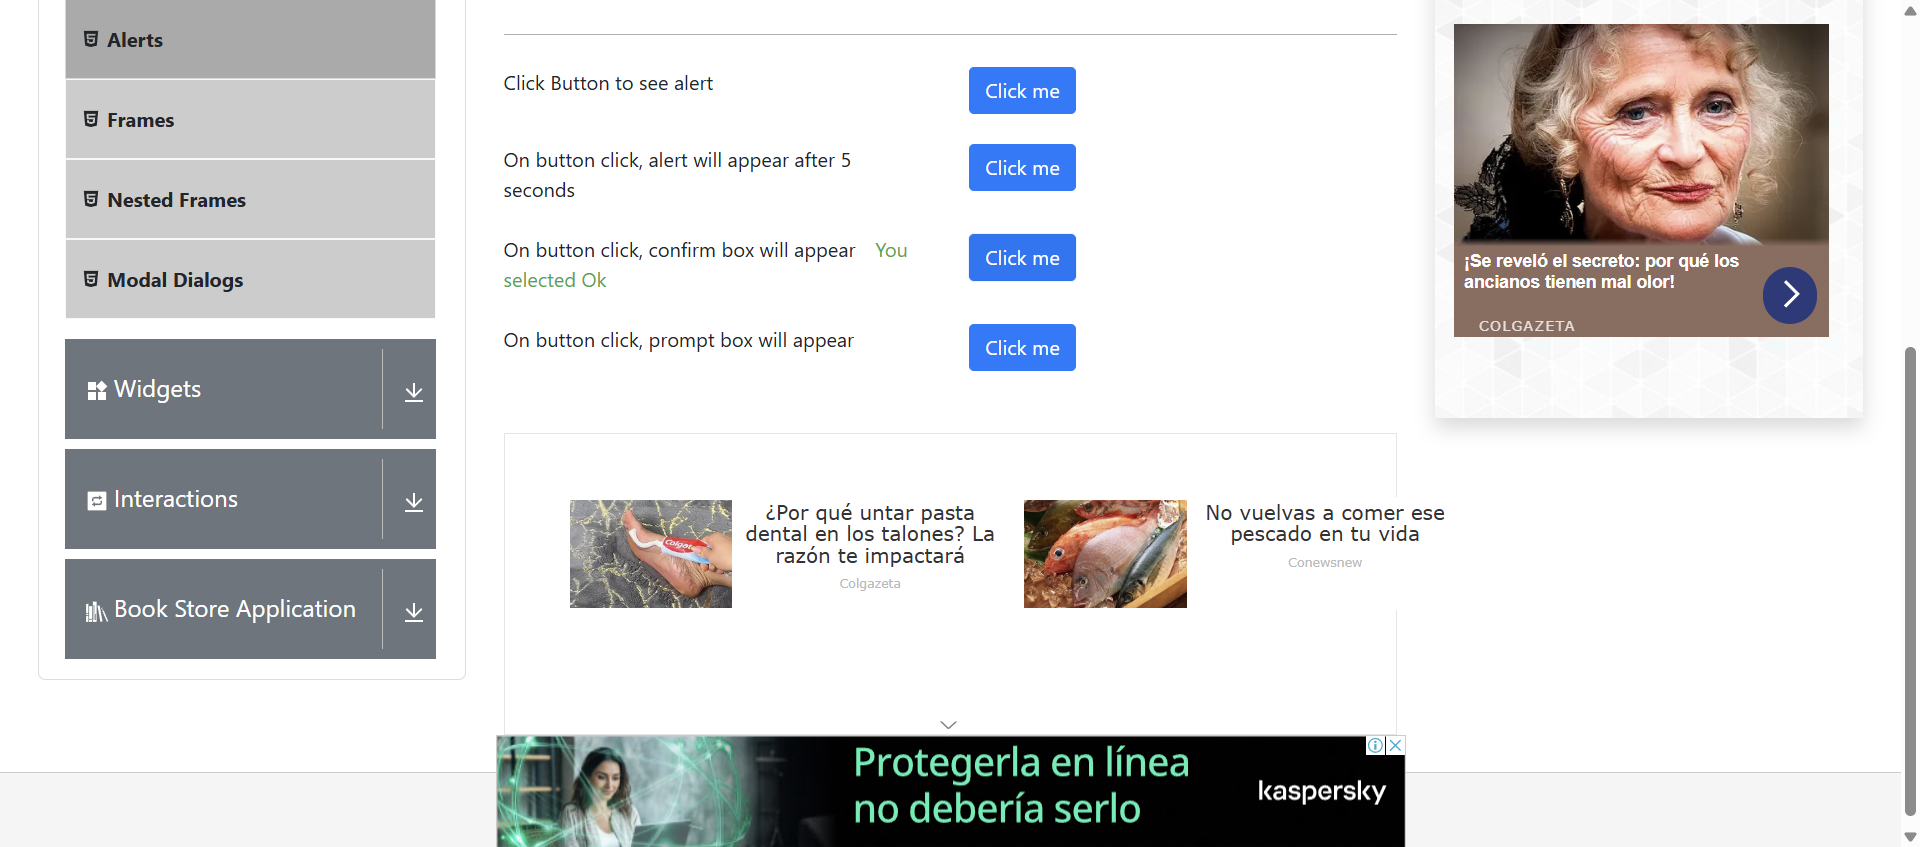 Alerts
Frames
Nested Frames
Modal Dialogs
Widgets
Interactions
Book Store Application
Click Button to see alert
Click me
On button click, alert will appear after 5
seconds
Click me
On button click, confirm box will appear You
selected Ok
Click me
On button click, prompt box will appear
Click me
¿Por qué untar pasta
dental en los talones? La
razón te impactará
Colgazeta
No vuelvas a comer ese
pescado en tu vida
Conewsnew
Colgate
Protegerla en línea
no debería serlo
kaspersky
¡Se reveló el secreto: por qué los
ancianos tienen mal olor!
COLGAZETA